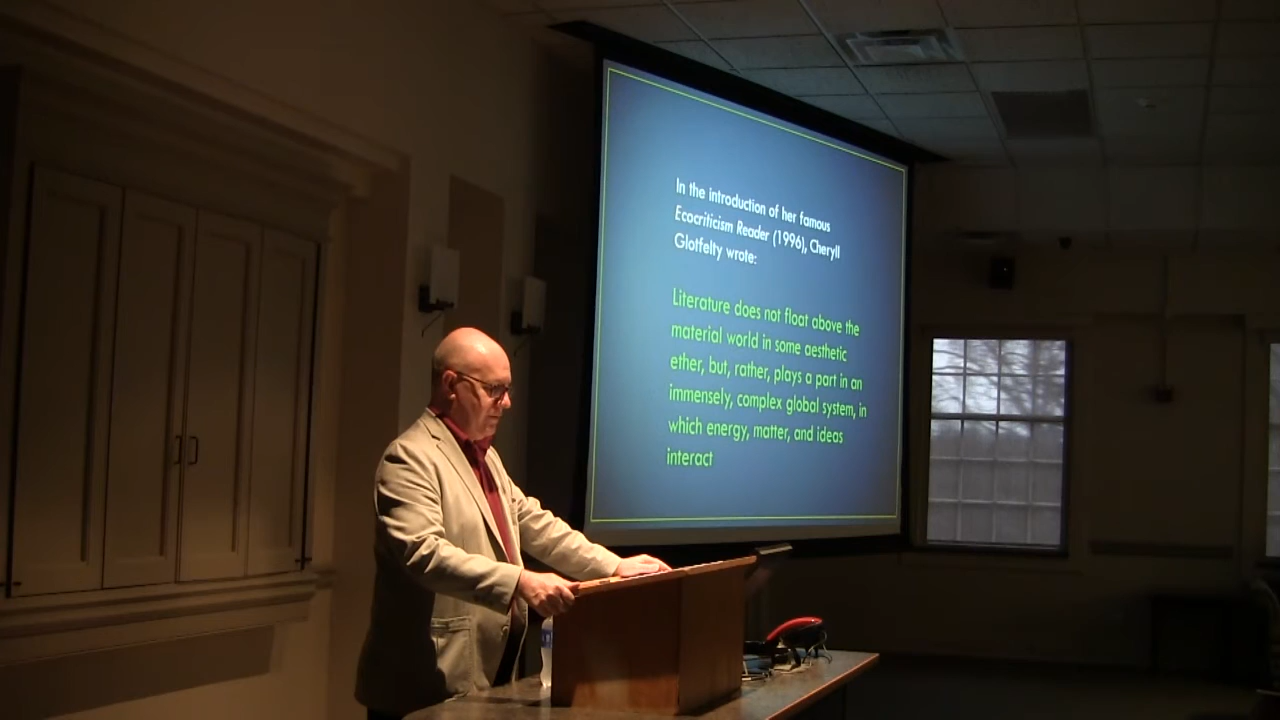 In the introduction of her famous
Ecocriticism Reader (1996), Cheryll
Glotfelty wrote:
Literature does not float above the
material world in some aesthetic
ether, but, rather, plays a part in an
immensely, complex global system, in
which energy, matter, and ideas
interact